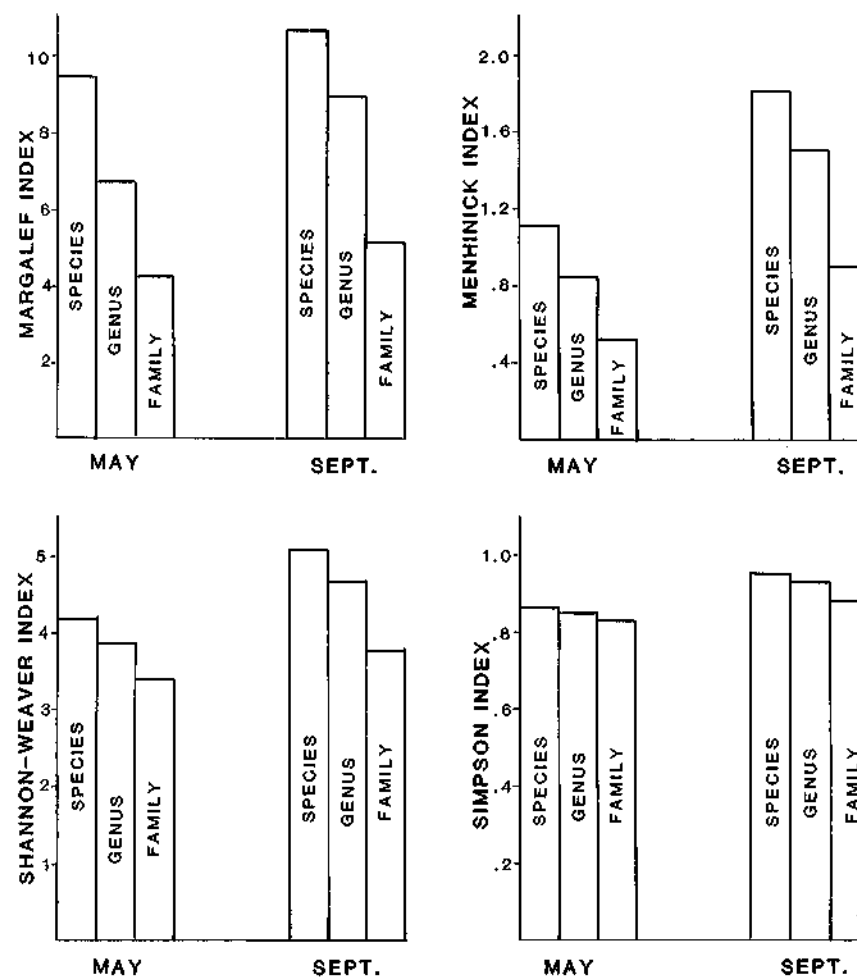 MARGALEF INDEX
10
8
6
4
2
SPECIES
GENUS
FAMILY
SPECIES
GENUS
FAMILY
MAY
SEPT.
MENHINICK INDEX
2.0
1.6
1.2
.8
.4
SPECIES
GENUS
FAMILY
SPECIES
GENUS
FAMILY
MAY
SEPT.
SHANNON-WEAVER INDEX
5
4
3
2
1
SPECIES
GENUS
FAMILY
SPECIES
GENUS
FAMILY
MAY
SEPT.
SIMPSON INDEX
1.0
.8
.6
.4
.2
SPECIES
GENUS
FAMILY
SPECIES
GENUS
FAMILY
MAY
SEPT.